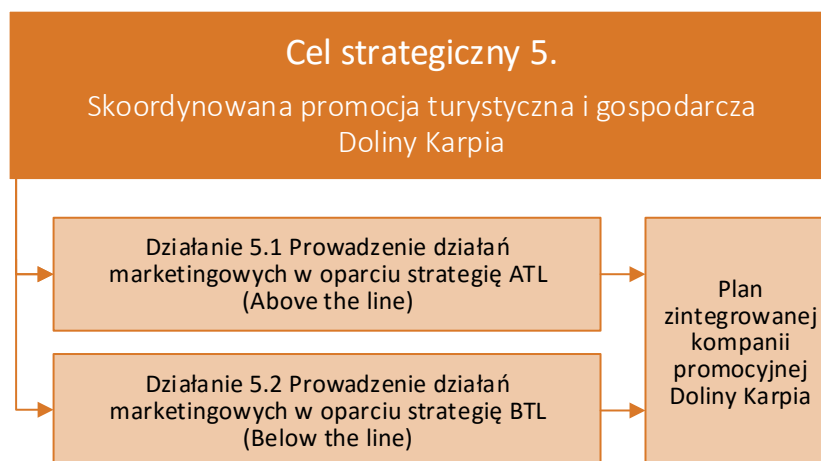 Cel strategiczny 5.
Skoordynowana promocja turystyczna i gospodarcza
Doliny Karpia
Działanie 5.1 Prowadzenie działań
marketingowych w oparciu strategię ATL
(Above the line)
Działanie 5.2 Prowadzenie działań
marketingowych w oparciu strategię BTL
(Below the line)
Plan
zintegrowanej
kompanii
promocyjnej
Doliny Karpia